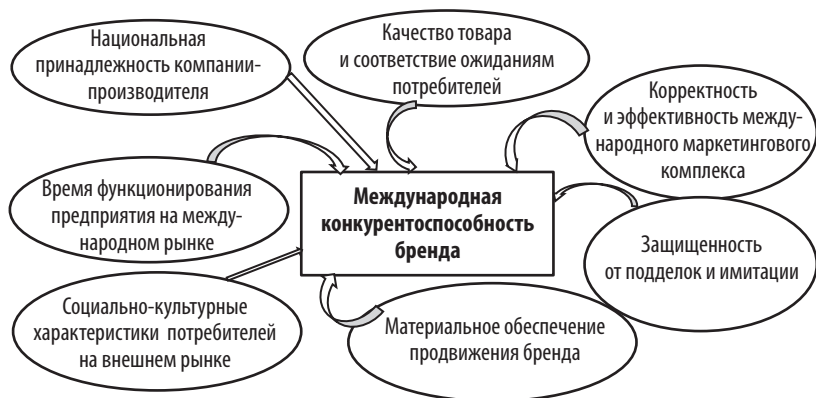 Национальная
принадлежность компании-
производителя
Качество товара
и соответствие ожиданиям
потребителей
Корректность
и эффективность между-
народного маркетингового
комплекса
Время функционирования
предприятия на между-
народном рынке
Международная
конкурентоспособность
бренда
Защищенность
от подделок и имитации
Социально-культурные
характеристики потребителей
на внешнем рынке
Материальное обеспечение
продвижения бренда